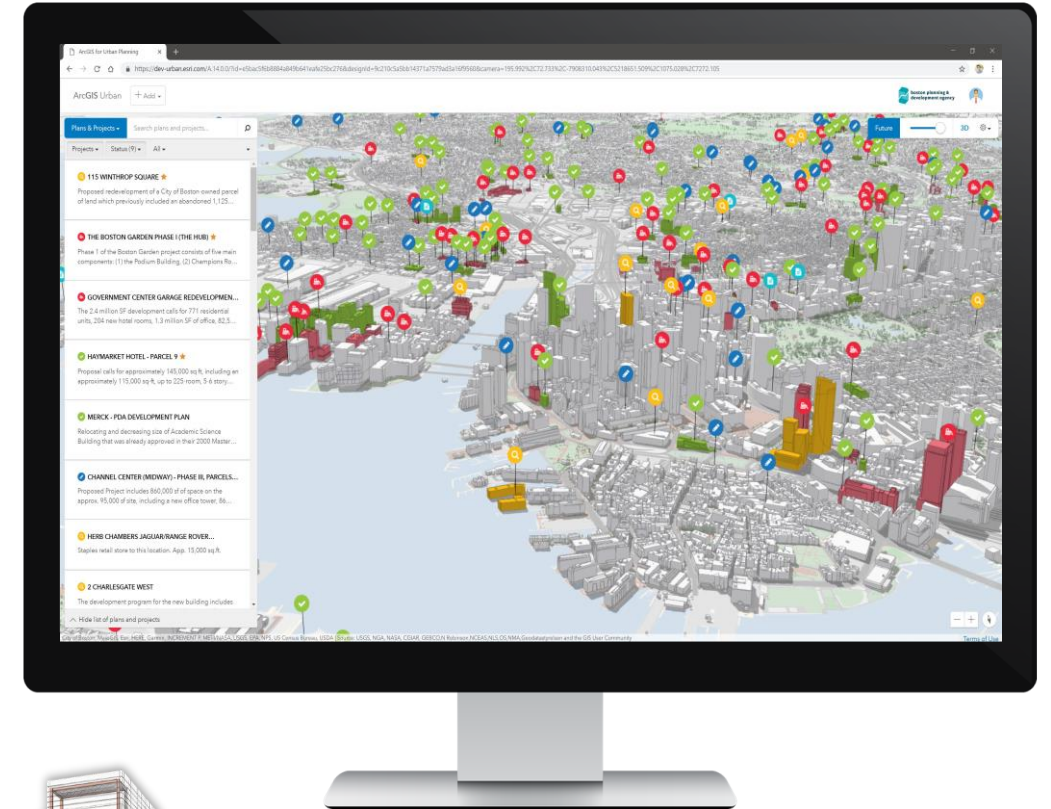 ArcGIS for Urban Planning
ArcGIS Urban
+ Add
boston planning &
development agency
Plans & Projects
Search plans and projects...
Future
3D
Projects
Status (9)
All
115 WINTHROP SQUARE
Proposed redevelopment of a City of Boston owned parcel
of land which previously included an abandoned 1,125...
THE BOSTON GARDEN PHASE I (THE HUB)
Phase 1 of the Boston Garden project consists of five main
components: (1) the Podium Building, (2) Champions Ro...
GOVERNMENT CENTER GARAGE REDEVELOPMEN...
The 2.4 million SF development calls for 771 residential
units, 204 new hotel rooms, 1.3 million SF of office, 82,5...
HAYMARKET HOTEL - PARCEL 9
Proposal calls for approximately 145,000 sq.ft, including an
approximately 115,000 sq.ft, up to 225-room, 5-6 story...
MERCK - PDA DEVELOPMENT PLAN
Relocating and decreasing size of Academic Science
Building that was already approved in their 2000 Master...
CHANNEL CENTER (MIDWAY) - PHASE III, PARCELS...
Proposed Project includes 860,000 sf of space on the
approx. 95,000 sf site, including a new office tower, 86...
HERB CHAMBERS JAGUAR/RANGE ROVER...
Staples retail store to this location. App. 15,000 sq.ft.
2 CHARLESGATE WEST
The development program for the new building includes
Hide list of plans and projects
Terms of Use